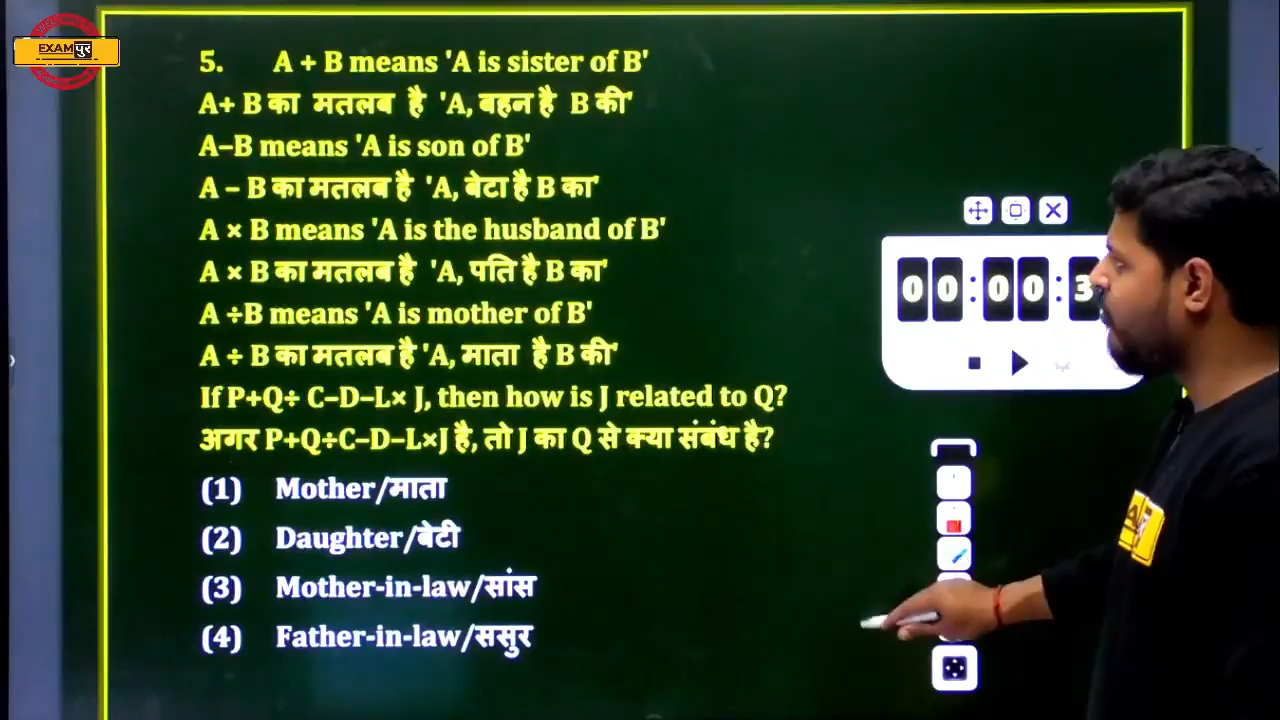 EXAMपुर
5. A + B means 'A is sister of B'
A+ B का मतलब है 'A, बहन है B की'
A–B means 'A is son of B'
A – B का मतलब है 'A, बेटा है B का'
A × B means 'A is the husband of B'
A × B का मतलब है 'A, पति है B का'
A ÷B means 'A is mother of B'
A ÷ B का मतलब है 'A, माता है B की'
If P+Q÷ C–D–L× J, then how is J related to Q?
अगर P+Q÷C–D–L×J है, तो J का Q से क्या संबंध है?
(1) Mother/माता
(2) Daughter/बेटी
(3) Mother-in-law/सांस
(4) Father-in-law/ससुर
00:00:3